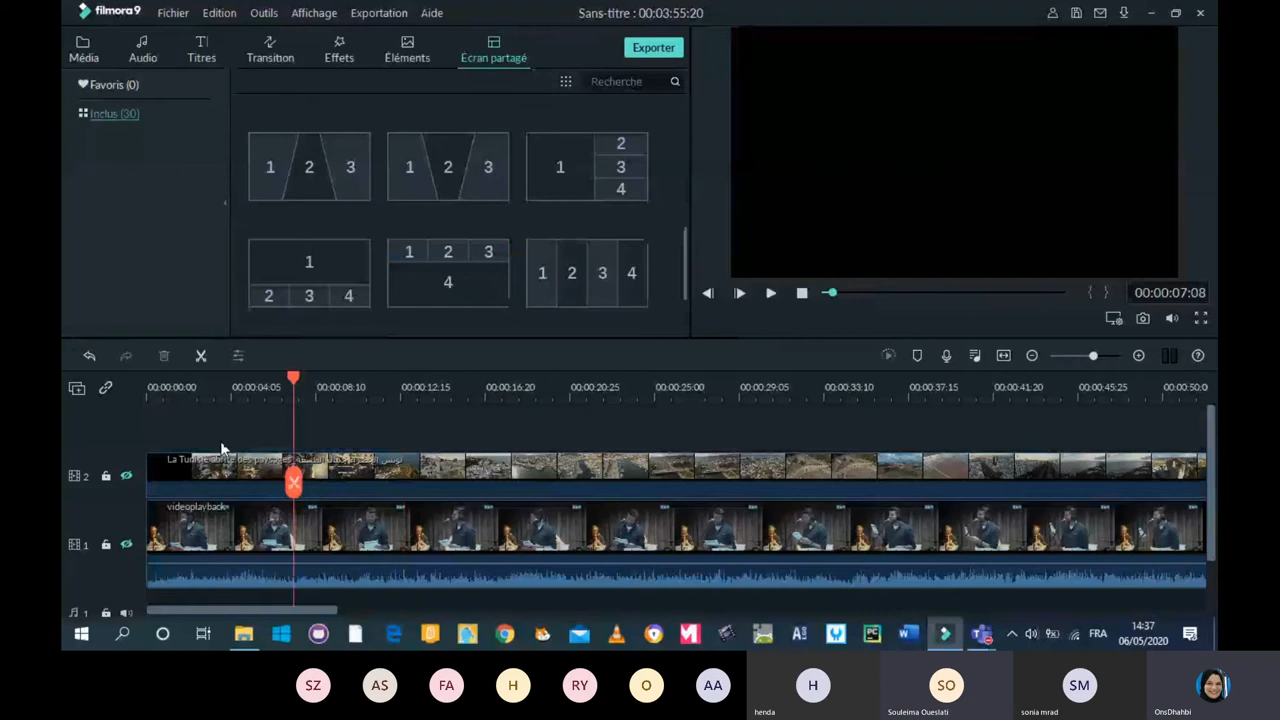 filmora9
Fichier Edition Outils Affichage Exportation Aide
Sans-titre : 00:03:55:20
Média Audio Titres Transition Effets Éléments Écran partagé
Exporter
Favoris (0)
Recherche
Inclus (30)
1 2 3
1 2 3
1 2 3 4
1 2 3 4
1 2 3 4
1 2 3 4
00:00:07:08
00:00:00:00 00:00:04:05 00:00:08:10 00:00:12:15 00:00:16:20 00:00:20:25 00:00:25:00 00:00:29:05 00:00:33:10 00:00:37:15 00:00:41:20 00:00:45:25 00:00:50:0
La Tunisie
2
videoplayback
1
1
FRA
14:37
06/05/2020
SZ AS FA H RY O AA H SO SM
henda Souleima Oueslati sonia mrad OnsDhahbi